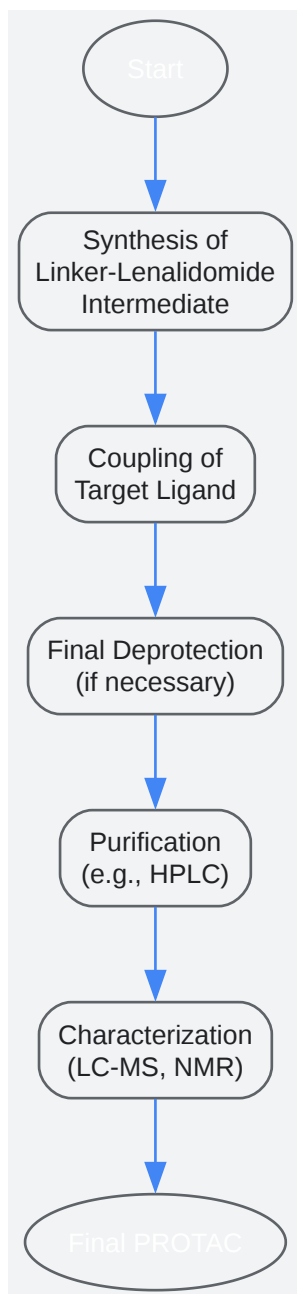 Start
Synthesis of
Linker-Lenalidomide
Intermediate
Coupling of
Target Ligand
Final Deprotection
(if necessary)
Purification
(e.g., HPLC)
Characterization
(LC-MS, NMR)
Final PROTAC